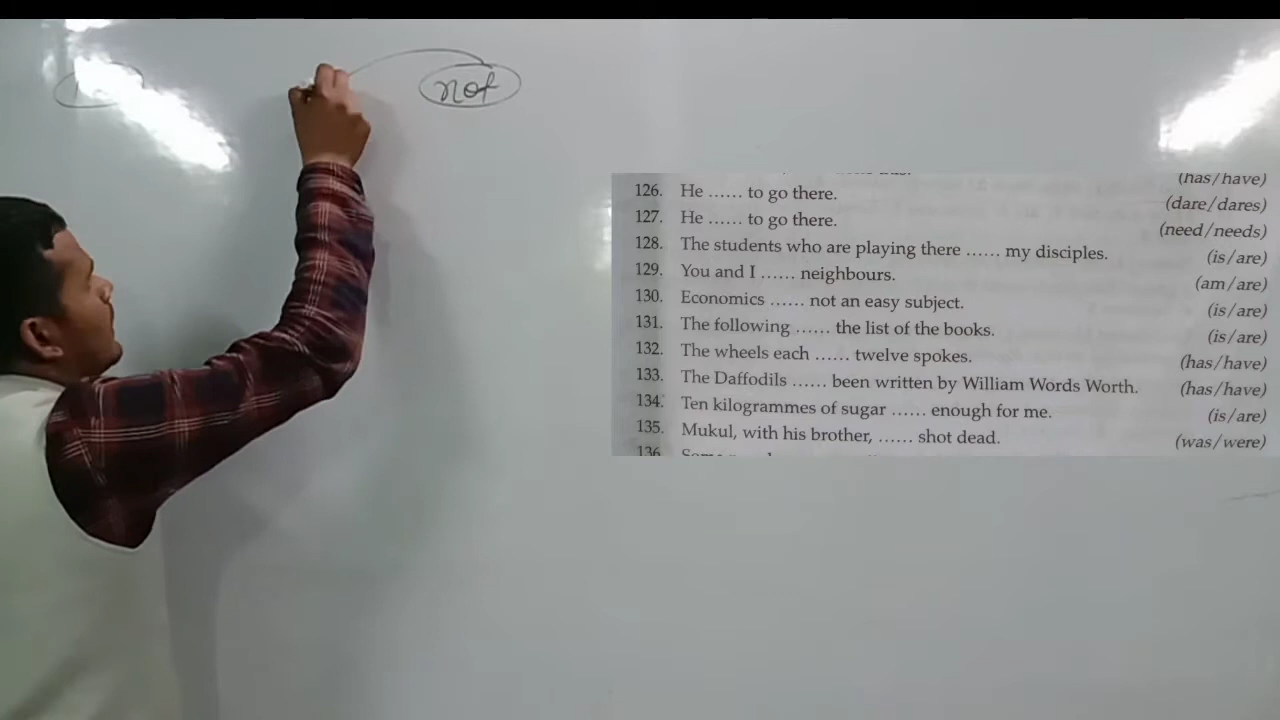 not
(has/have)
126. He ...... to go there. (dare/dares)
127. He ...... to go there. (need/needs)
128. The students who are playing there ...... my disciples. (is/are)
129. You and I ...... neighbours. (am/are)
130. Economics ...... not an easy subject. (is/are)
131. The following ...... the list of the books. (is/are)
132. The wheels each ...... twelve spokes. (has/have)
133. The Daffodils ...... been written by William Words Worth. (has/have)
134. Ten kilogrammes of sugar ...... enough for me. (is/are)
135. Mukul, with his brother, ...... shot dead. (was/were)
136